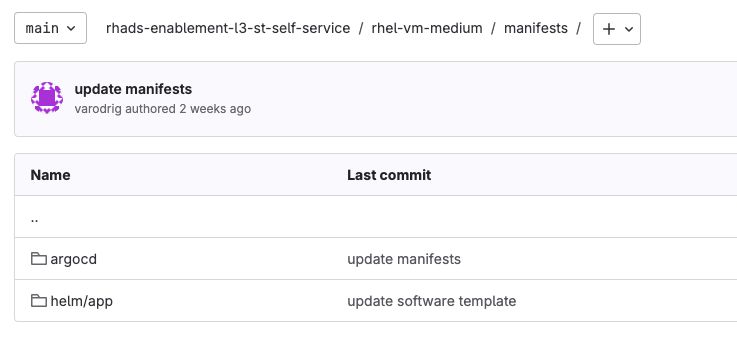 main rhads-enablement-l3-st-self-service / rhel-vm-medium / manifests / +
update manifests
varodrig authored 2 weeks ago
Name Last commit
..
argocd update manifests
helm/app update software template